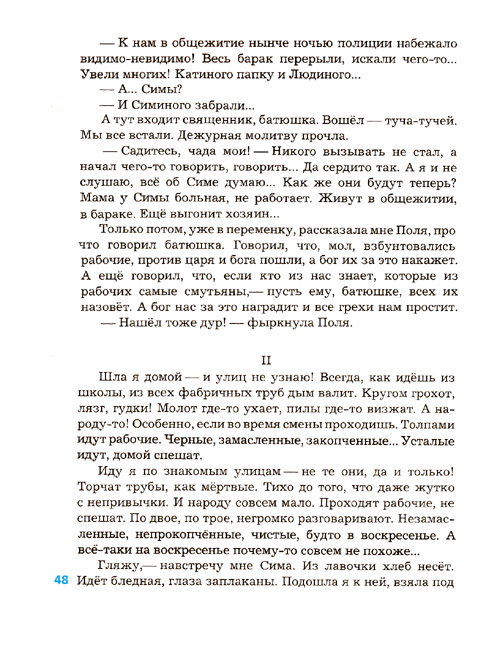 — К нам в общежитие нынче ночью полиции набежало
видимо-невидимо! Весь барак перерыли, искали чего-то...
Увели многих! Катиного папку и Людиного...
— А... Симы?
— И Симиного забрали...
А тут входит священник, батюшка. Вошёл — туча-тучей.
Мы все встали. Дежурная молитву прочла.
— Садитесь, чада мои! — Никого вызывать не стал, а
начал чего-то говорить, говорить... Да сердито так. А я и не
слушаю, всё об Симе думаю... Как же они будут теперь?
Мама у Симы больная, не работает. Живут в общежитии,
в бараке. Ещё выгонит хозяин...
Только потом, уже в переменку, рассказала мне Поля, про
что говорил батюшка. Говорил, что, мол, взбунтовались
рабочие, против царя и бога пошли, а бог их за это накажет.
А ещё говорил, что, если кто из нас знает, которые из
рабочих самые смутьяны,— пусть ему, батюшке, всех их
назовёт. А бог нас за это наградит и все грехи нам простит.
— Нашёл тоже дур! — фыркнула Поля.
II
Шла я домой — и улиц не узнаю! Всегда, как идёшь из
школы, из всех фабричных труб дым валит. Кругом грохот,
лязг, гудки! Молот где-то ухает, пилы где-то визжат. А на-
роду-то! Особенно, если во время смены проходишь. Толпами
идут рабочие. Черные, замасленные, закопченные... Усталые
идут, домой спешат.
Иду я по знакомым улицам — не те они, да и только!
Торчат трубы, как мёртвые. Тихо до того, что даже жутко
с непривычки. И народу совсем мало. Проходят рабочие, не
спешат. По двое, по трое, негромко разговаривают. Незамас-
ленные, непрокопчённые, чистые, будто в воскресенье. А
всё-таки на воскресенье почему-то совсем не похоже...
Гляжу,— навстречу мне Сима. Из лавочки хлеб несёт.
48 Идёт бледная, глаза заплаканы. Подошла я к ней, взяла под